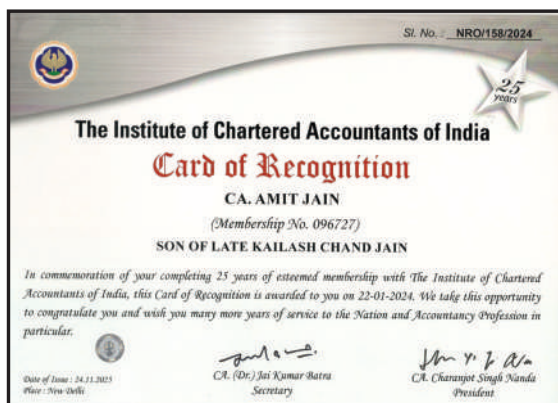 Sl. No. : NRO/158/2024
25
years
The Institute of Chartered Accountants of India
Card of Recognition
CA. AMIT JAIN
(Membership No. 096727)
SON OF LATE KAILASH CHAND JAIN
In commemoration of your completing 25 years of esteemed membership with The Institute of Chartered
Accountants of India, this Card of Recognition is awarded to you on 22-01-2024. We take this opportunity
to congratulate you and wish you many more years of service to the Nation and Accountancy Profession in
particular.
Date of Issue : 24.11.2025
Place : New Delhi
CA. (Dr.) Jai Kumar Batra
Secretary
CA. Charanjot Singh Nanda
President